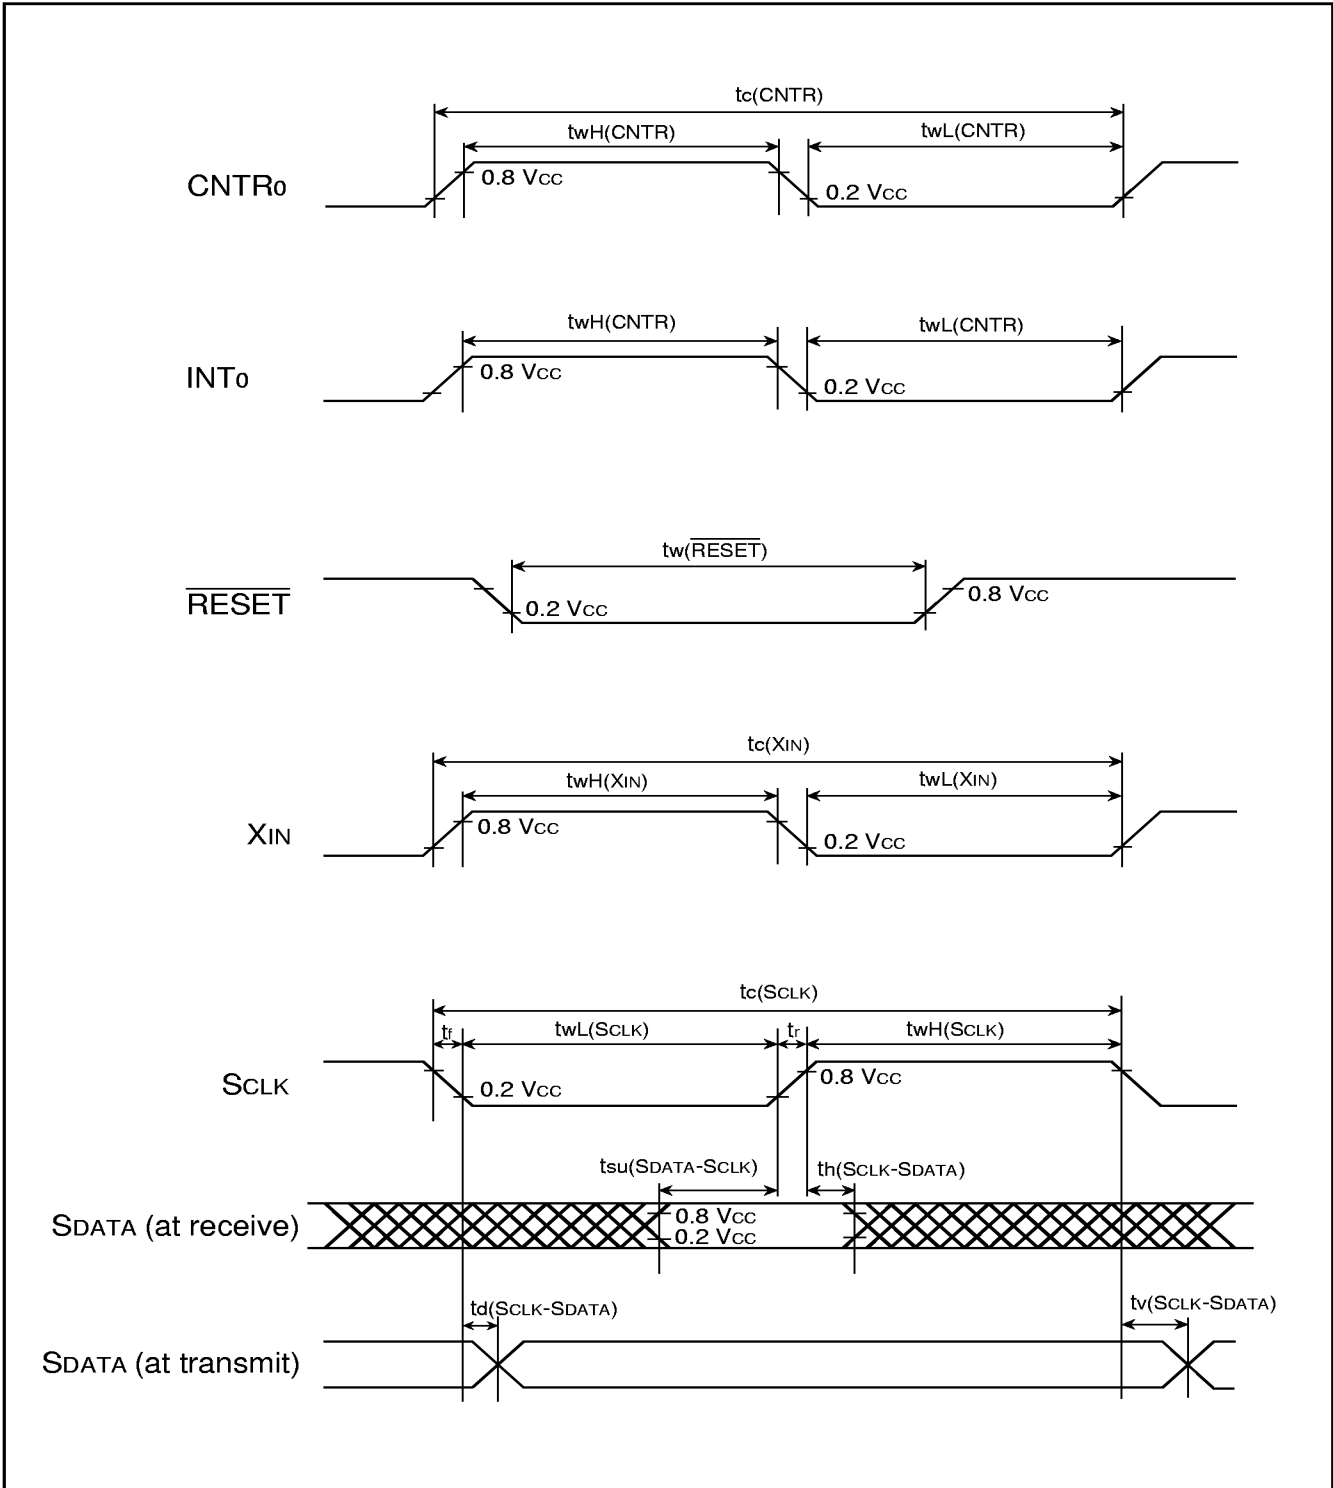 tc(CNTR)
twH(CNTR) twL(CNTR)
CNTR0 0.8 VCC 0.2 VCC
twH(CNTR) twL(CNTR)
INT0 0.8 VCC 0.2 VCC
tw(RESET)
RESET 0.2 VCC 0.8 VCC
tc(XIN)
twH(XIN) twL(XIN)
XIN 0.8 VCC 0.2 VCC
tc(SCLK)
tf twL(SCLK) tr twH(SCLK)
SCLK 0.2 VCC 0.8 VCC
tsu(SDATA-SCLK) th(SCLK-SDATA)
SDATA (at receive) 0.8 VCC
0.2 VCC
td(SCLK-SDATA) tv(SCLK-SDATA)
SDATA (at transmit)